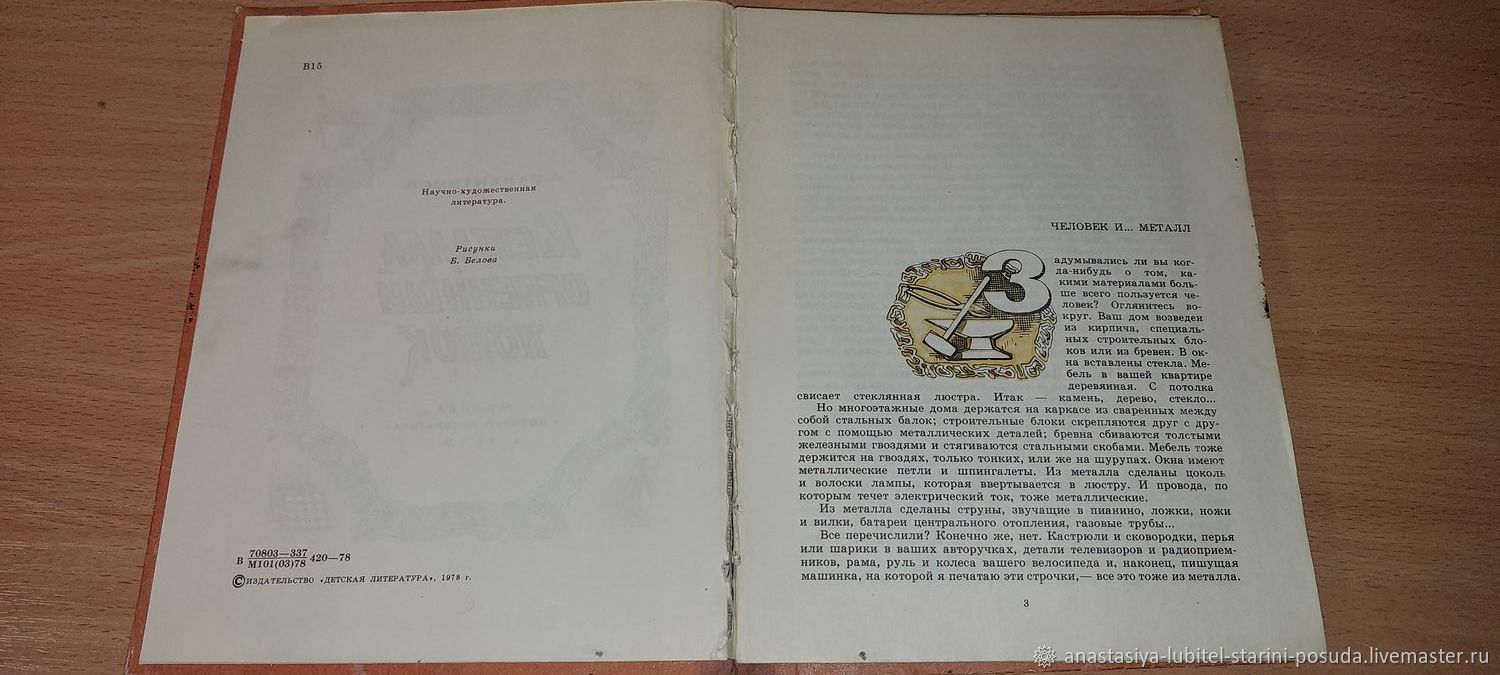 В15
Научно-художественная
литература.
Рисунки
Б. Белова
В 70803—337 420—78
М101(03)78
©ИЗДАТЕЛЬСТВО «ДЕТСКАЯ ЛИТЕРАТУРА», 1978 г.
ЧЕЛОВЕК И... МЕТАЛЛ
Задумывались ли вы ког-
да-нибудь о том, ка-
кими материалами боль-
ше всего пользуется че-
ловек? Оглянитесь во-
круг. Ваш дом возведен
из кирпича, специаль-
ных строительных бло-
ков или из бревен. В ок-
на вставлены стекла. Ме-
бель в вашей квартире
деревянная. С потолка
свисает стеклянная люстра. Итак — камень, дерево, стекло...
Но многоэтажные дома держатся на каркасе из сваренных между
собой стальных балок; строительные блоки скрепляются друг с дру-
гом с помощью металлических деталей; бревна сбиваются толстыми
железными гвоздями и стягиваются стальными скобами. Мебель тоже
держится на гвоздях, только тонких, или же на шурупах. Окна имеют
металлические петли и шпингалеты. Из металла сделаны цоколь
и волоски лампы, которая ввертывается в люстру. И провода, по
которым течет электрический ток, тоже металлические.
Из металла сделаны струны, звучащие в пианино, ложки, ножи
и вилки, батареи центрального отопления, газовые трубы...
Все перечислили? Конечно же, нет. Кастрюли и сковородки, перья
или шарики в ваших авторучках, детали телевизоров и радиоприем-
ников, рама, руль и колеса вашего велосипеда и, наконец, пишущая
машинка, на которой я печатаю эти строчки,— все это тоже из металла.
3
anastasiya-lubitel-starini-posuda.livemaster.ru